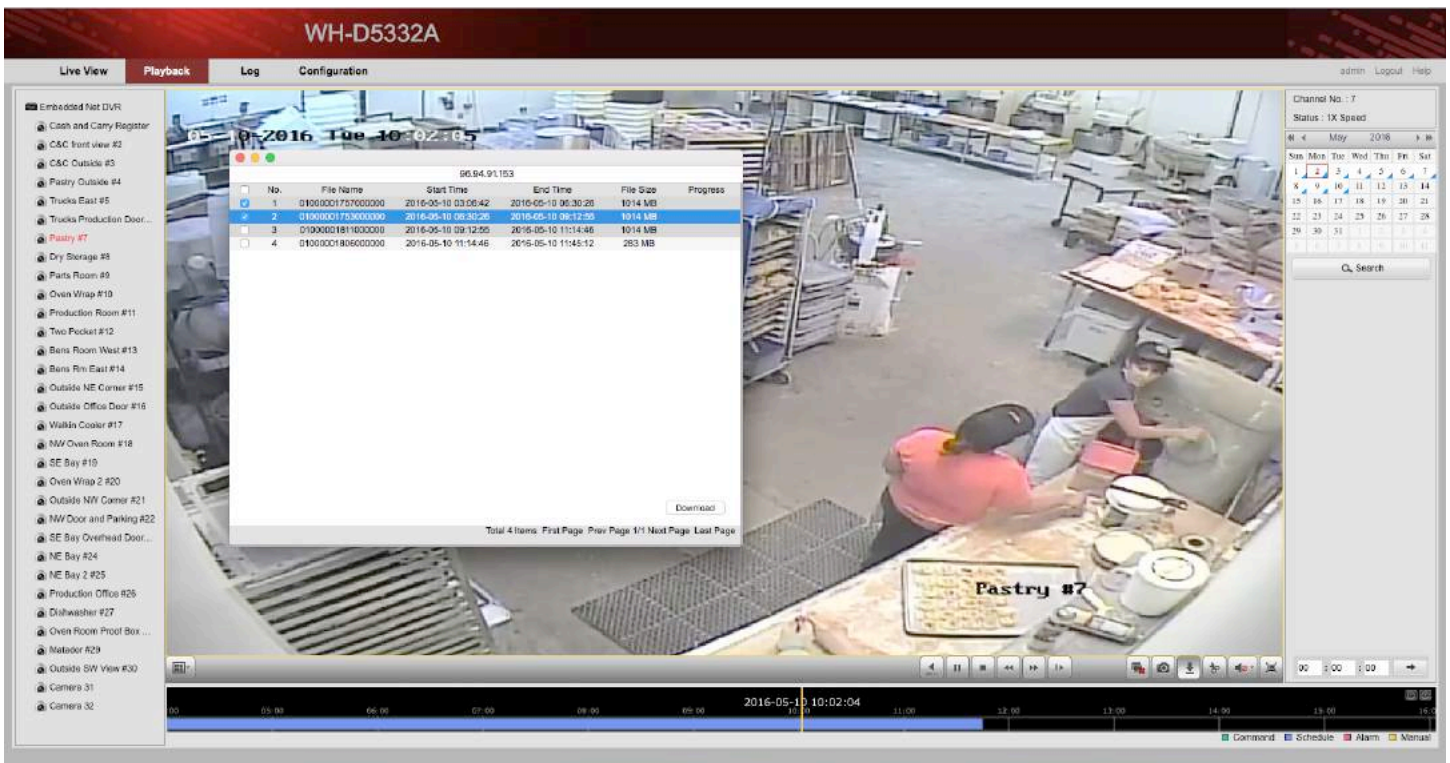 WH-D5332A
Live View Playback Log Configuration
admin Logout Help
Embedded Net DVR
Cash and Carry Register
C&C front view #2
C&C Outside #3
Pastry Outside #4
Trucks East #5
Trucks Production Door...
Pastry #7
Dry Storage #8
Parts Room #9
Oven Wrap #10
Production Room #11
Two Pocket #12
Bens Room West #13
Bens Rm East #14
Outside NE Corner #15
Outside Office Door #16
Walkin Cooler #17
NW Oven Room #18
SE Bay #19
Oven Wrap 2 #20
Outside NW Corner #21
NW Door and Parking #22
SE Bay Overhead Door...
NE Bay #24
NE Bay 2 #25
Production Office #26
Dishwasher #27
Oven Room Proof Box ...
Matador #29
Outside SW View #30
Camera 31
Camera 32
05-10-2016 Tue 10:02:05
96.94.91.153
No. File Name Start Time End Time File Size Progress
1 01000001757000000 2016-05-10 03:06:42 2016-05-10 06:30:26 1014 MB
2 01000001753000000 2016-05-10 06:30:26 2016-05-10 09:12:56 1014 MB
3 01000001811000000 2016-05-10 09:12:56 2016-05-10 11:14:46 1014 MB
4 01000001806000000 2016-05-10 11:14:46 2016-05-10 11:45:12 283 MB
Download
Total 4 Items First Page Prev Page 1/1 Next Page Last Page
Pastry #7
Channel No. : 7
Status : 1X Speed
May 2016
Sun Mon Tue Wed Thu Fri Sat
1 2 3 4 5 6 7
8 9 10 11 12 13 14
15 16 17 18 19 20 21
22 23 24 25 26 27 28
29 30 31
Search
00 : 00 : 00
2016-05-10 10:02:04
05:00 06:00 07:00 08:00 09:00 10:00 11:00 12:00 13:00 14:00 15:00
Command Schedule Alarm Manual